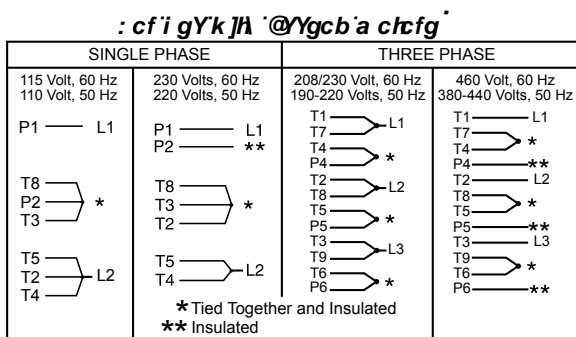 : cf i gY k ]h\ @YYgcb a chcfg
SINGLE PHASE
THREE PHASE
115 Volt, 60 Hz
110 Volt, 50 Hz
P1 L1
T8
P2 *
T3
T5
T2 L2
T4
230 Volts, 60 Hz
220 Volts, 50 Hz
P1 L1
P2 **
T8
T3 *
T2
T5
L2
T4
208/230 Volt, 60 Hz
190-220 Volts, 50 Hz
T1
L1
T7
T4
*
P4
T2
L2
T8
T5
*
P5
T3
L3
T9
T6
*
P6
460 Volt, 60 Hz
380-440 Volts, 50 Hz
T1 L1
T7
*
T4
P4 **
T2 L2
T8
*
T5
P5 **
T3 L3
T9
*
T6
P6 **
* Tied Together and Insulated
** Insulated